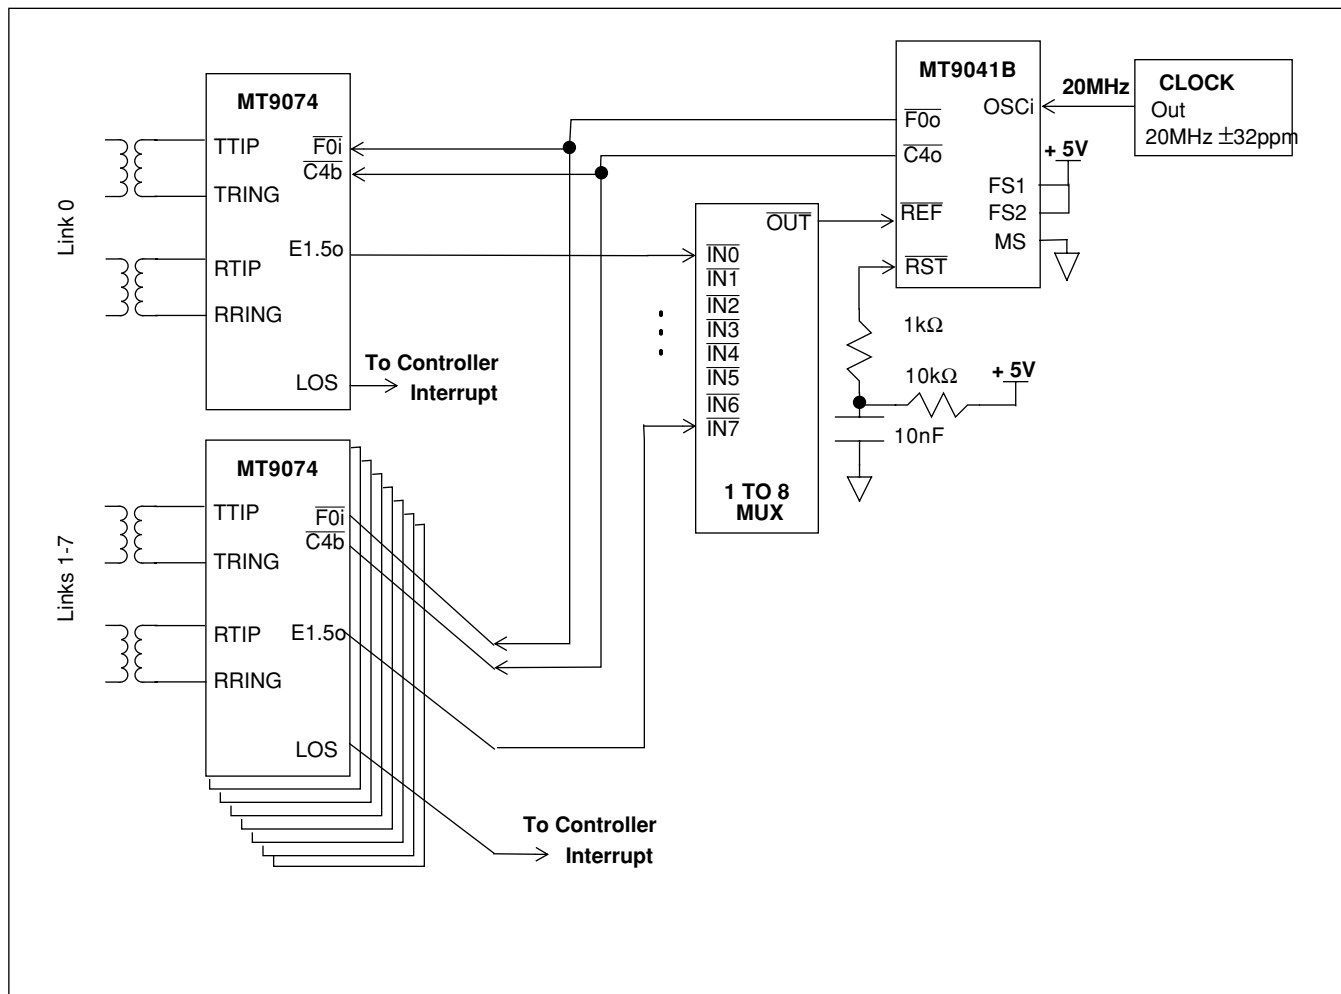 MT9074
TTIP
TRING
RTIP
RRING
F0i
C4b
E1.5o
LOS
Link 0
To Controller
Interrupt
MT9041B
F0o
C4o
REF
RST
OSCi
FS1
FS2
MS
20MHz
CLOCK
Out
20MHz ±32ppm
+ 5V
OUT
IN0
IN1
IN2
IN3
IN4
IN5
IN6
IN7
1 TO 8
MUX
1kΩ
10kΩ
+ 5V
10nF
MT9074
TTIP
TRING
RTIP
RRING
F0i
C4b
E1.5o
LOS
Links 1-7
To Controller
Interrupt